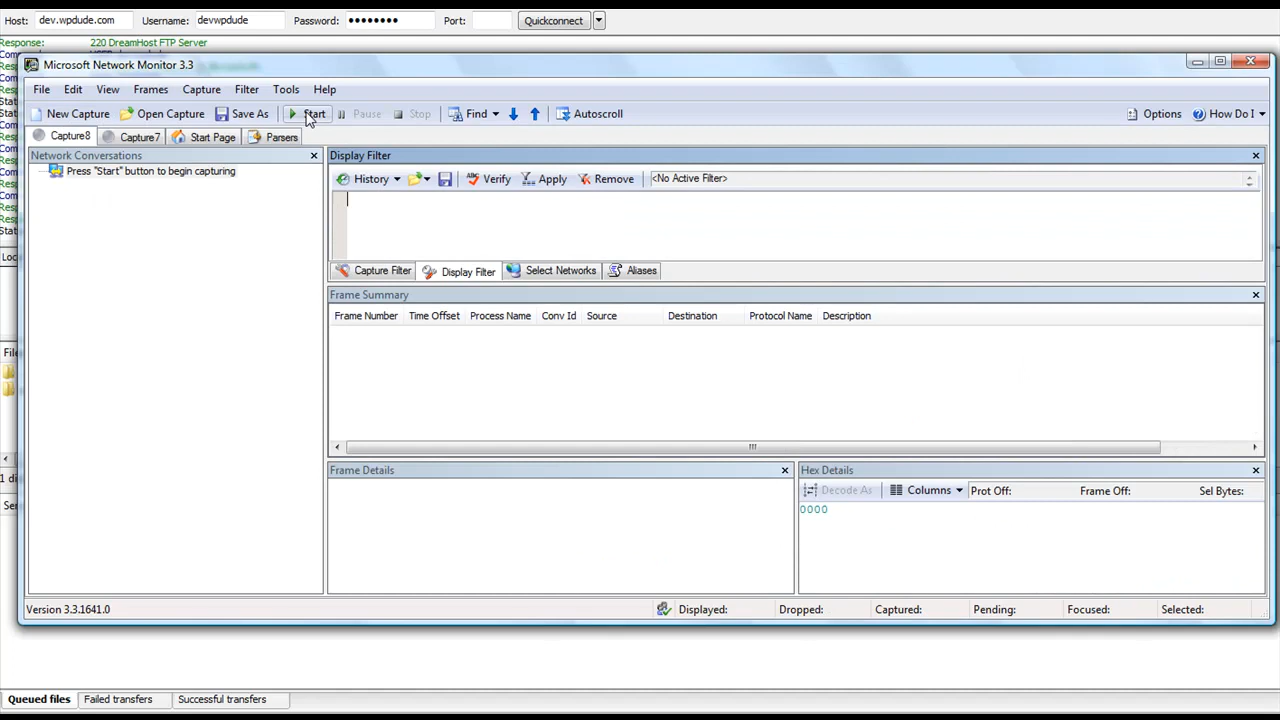 Host: dev.wpdude.com Username: devwpdude Password: •••••••• Port: Quickconnect
Response: 220 DreamHost FTP Server
Microsoft Network Monitor 3.3
File Edit View Frames Capture Filter Tools Help
New Capture Open Capture Save As Start Pause Stop Find Autoscroll Options How Do I
Capture8 Capture7 Start Page Parsers
Network Conversations
Press "Start" button to begin capturing
Display Filter
History Verify Apply Remove <No Active Filter>
Capture Filter Display Filter Select Networks Aliases
Frame Summary
Frame Number Time Offset Process Name Conv Id Source Destination Protocol Name Description
Frame Details
Hex Details
Decode As Columns Prot Off: Frame Off: Sel Bytes:
0000
Version 3.3.1641.0 Displayed: Dropped: Captured: Pending: Focused: Selected:
Queued files Failed transfers Successful transfers